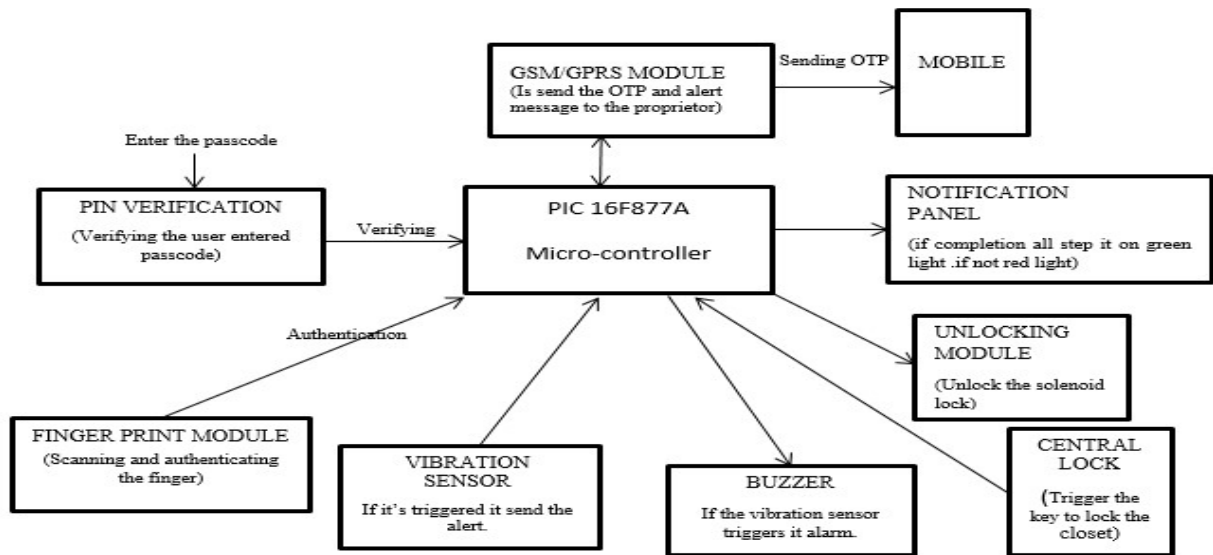 GSM/GPRS MODULE
(Is send the OTP and alert
message to the proprietor)
Sending OTP
MOBILE
Enter the passcode
PIN VERIFICATION
(Verifying the user entered
passcode)
Verifying
PIC 16F877A
Micro-controller
NOTIFICATION
PANEL
(if completion all step it on green
light .if not red light)
Authentication
UNLOCKING
MODULE
(Unlock the solenoid
lock)
FINGER PRINT MODULE
(Scanning and authenticating
the finger)
VIBRATION
SENSOR
If it's triggered it send the
alert.
BUZZER
If the vibration sensor
triggers it alarm.
CENTRAL
LOCK
(Trigger the
key to lock the
closet)